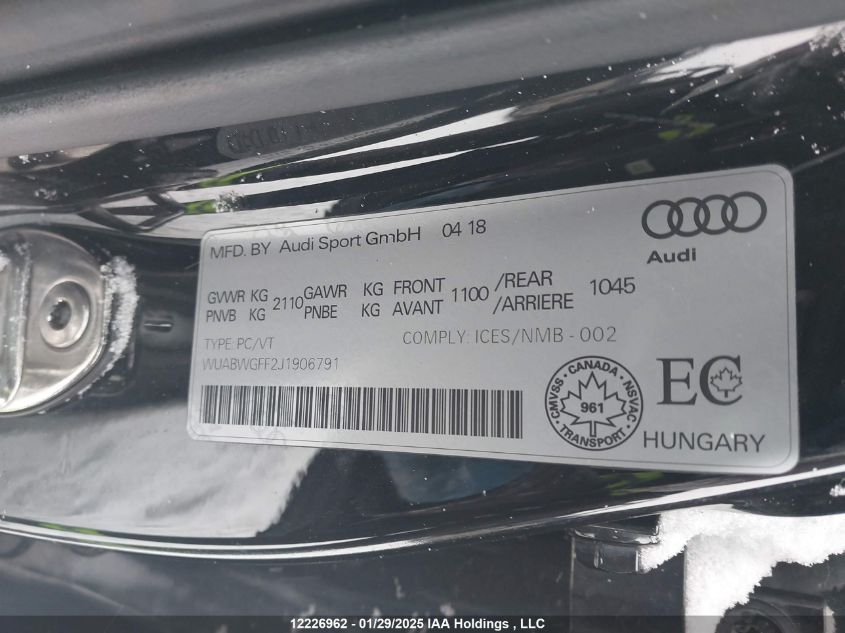 MFD. BY Audi Sport GmbH 04 18
Audi
GVWR KG 2110 GAWR KG FRONT 1100 /REAR 1045
PNVB KG PNBE KG AVANT /ARRIERE
TYPE: PC/VT COMPLY: ICES/NMB - 002
WUABWGFF2J1906791
CANADA
CMVSS NSVAC
961
TRANSPORT
EC
HUNGARY
12226962 - 01/29/2025 IAA Holdings , LLC